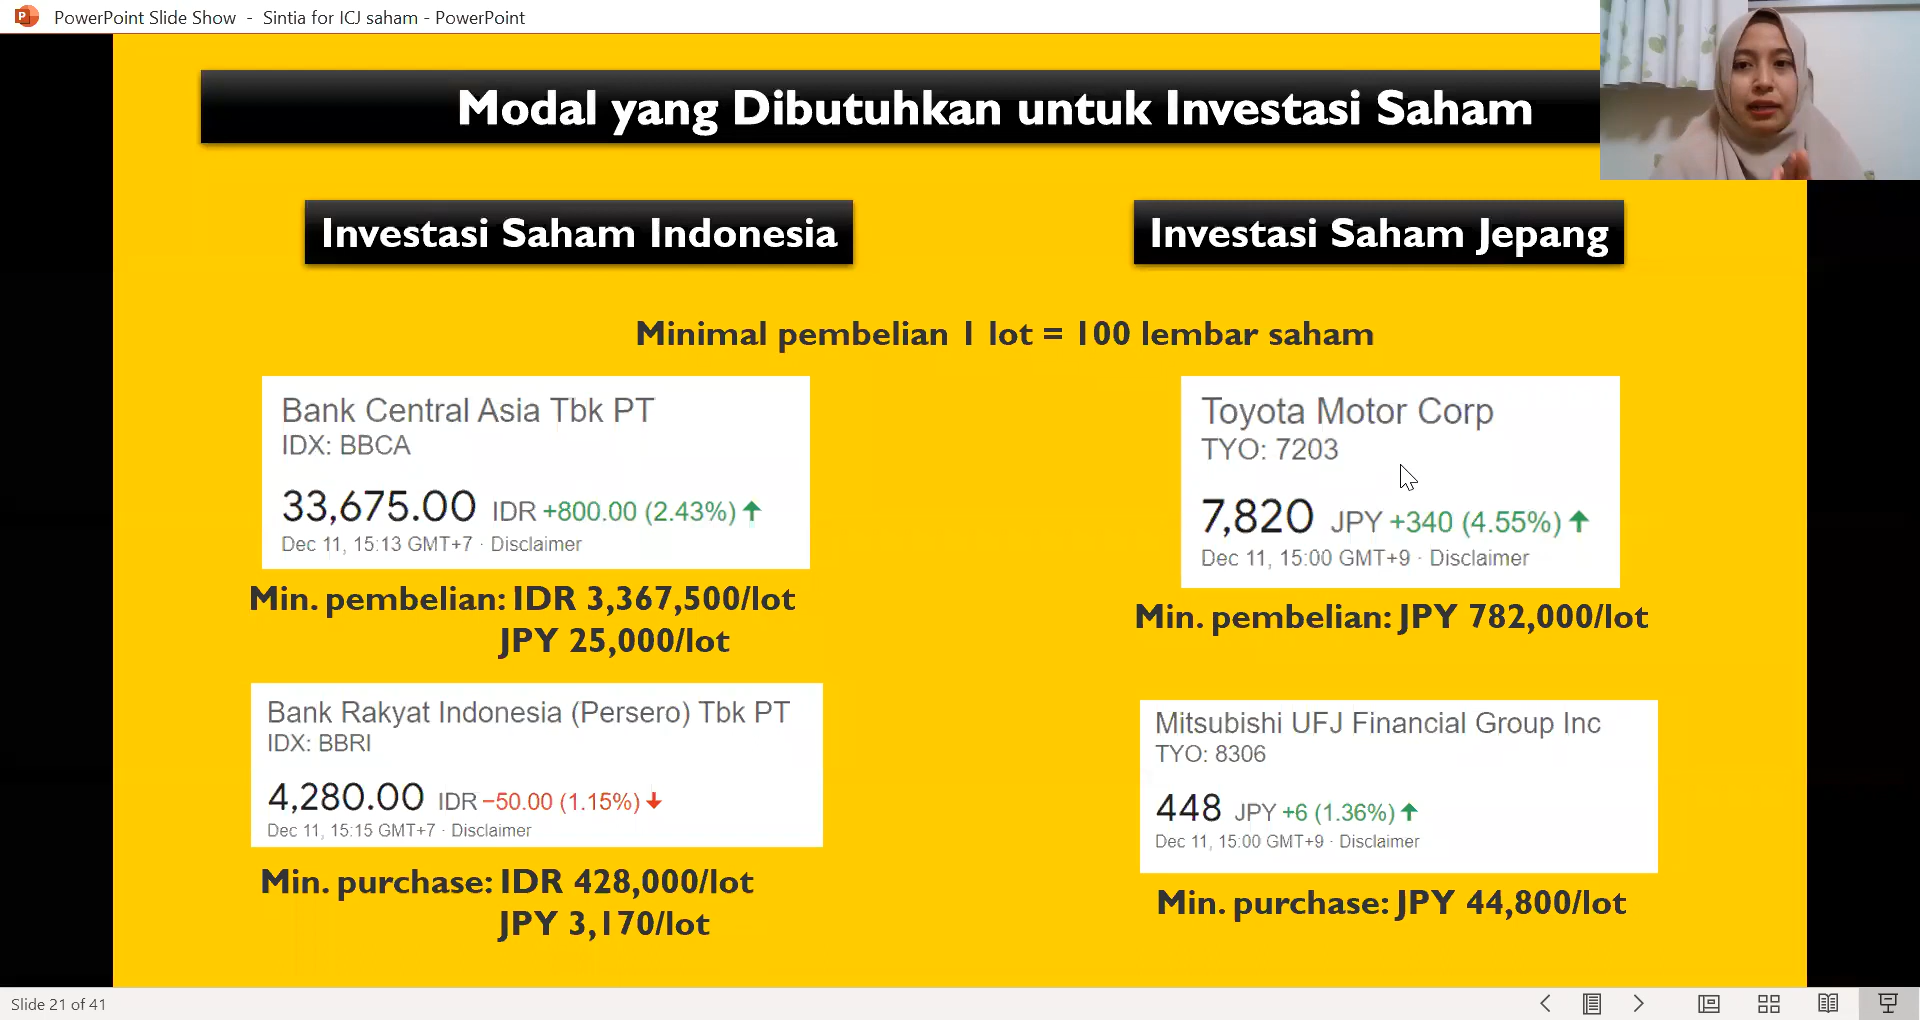 PowerPoint Slide Show - Sintia for ICJ saham - PowerPoint
Modal yang Dibutuhkan untuk Investasi Saham
Investasi Saham Indonesia
Investasi Saham Jepang
Minimal pembelian 1 lot = 100 lembar saham
Bank Central Asia Tbk PT
IDX: BBCA
33,675.00 IDR +800.00 (2.43%)
Dec 11, 15:13 GMT+7 · Disclaimer
Min. pembelian: IDR 3,367,500/lot
JPY 25,000/lot
Bank Rakyat Indonesia (Persero) Tbk PT
IDX: BBRI
4,280.00 IDR −50.00 (1.15%)
Dec 11, 15:15 GMT+7 · Disclaimer
Min. purchase: IDR 428,000/lot
JPY 3,170/lot
Toyota Motor Corp
TYO: 7203
7,820 JPY +340 (4.55%)
Dec 11, 15:00 GMT+9 · Disclaimer
Min. pembelian: JPY 782,000/lot
Mitsubishi UFJ Financial Group Inc
TYO: 8306
448 JPY +6 (1.36%)
Dec 11, 15:00 GMT+9 · Disclaimer
Min. purchase: JPY 44,800/lot
Slide 21 of 41